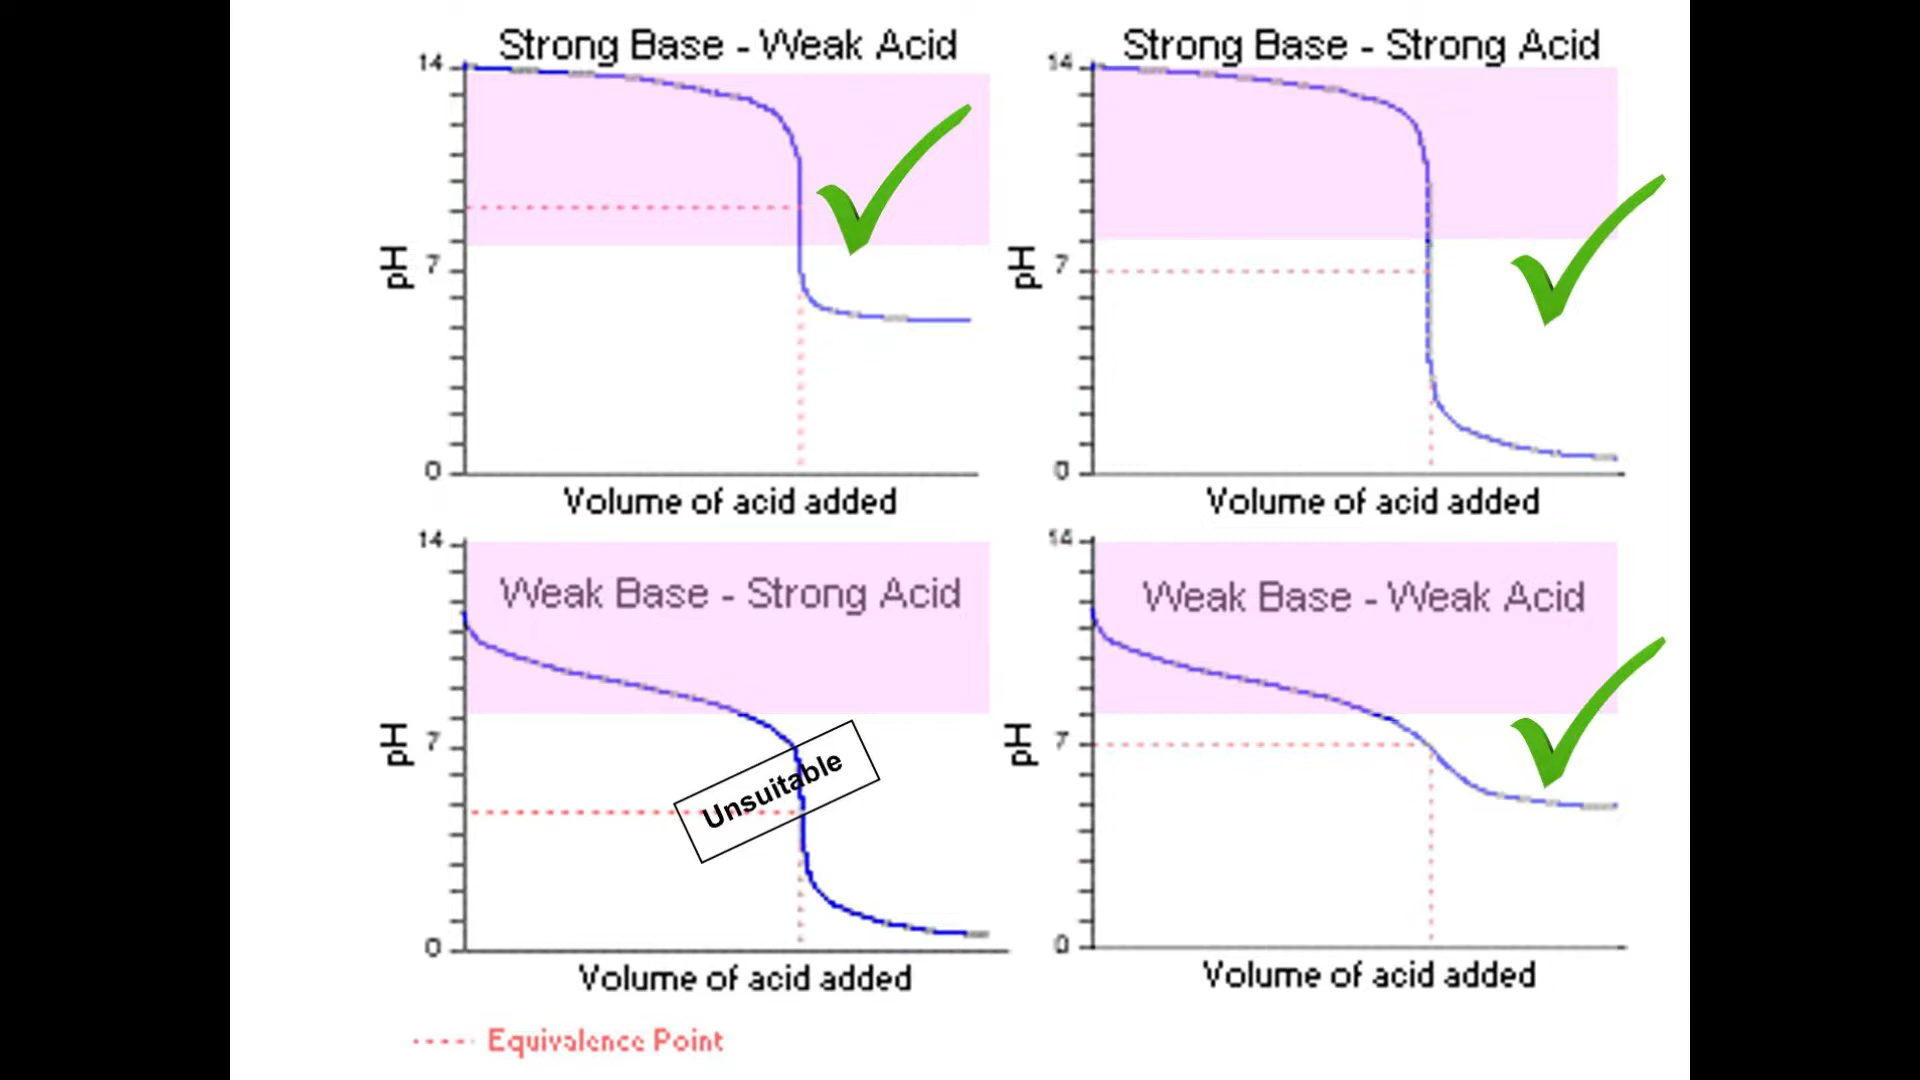 Strong Base - Weak Acid
14
pH
7
0
Volume of acid added
Strong Base - Strong Acid
14
pH
7
0
Volume of acid added
14
Weak Base - Strong Acid
pH
7
Unsuitable
0
Volume of acid added
14
Weak Base - Weak Acid
pH
7
0
Volume of acid added
Equivalence Point